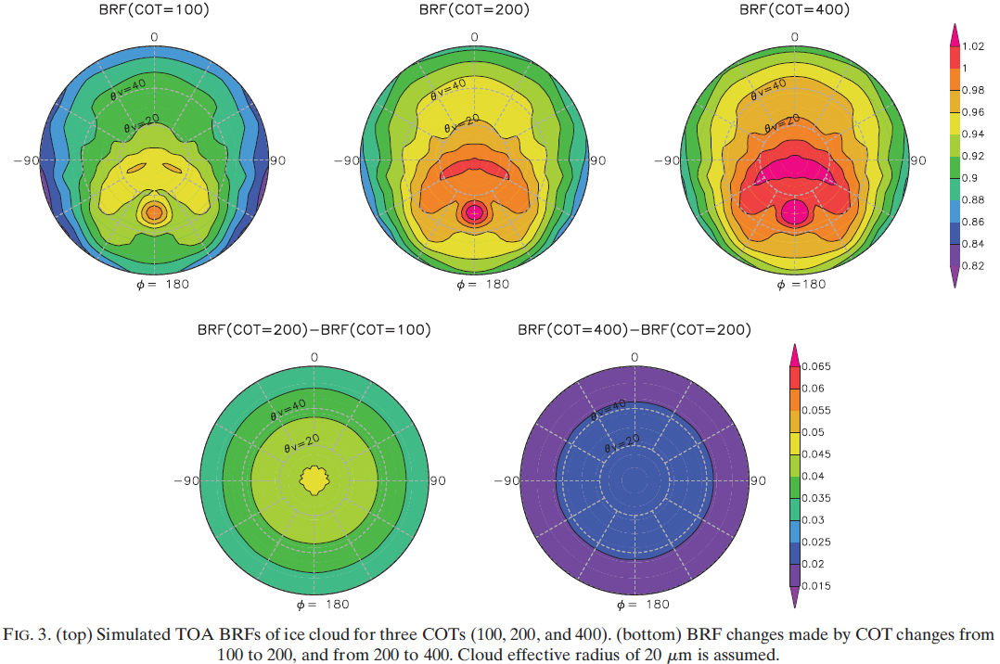 BRF(COT=100) BRF(COT=200) BRF(COT=400)
0 0 0
θv=40 θv=40 θv=40
θv=20 θv=20 θv=20
-90 90 -90 90 -90 90
φ= 180 φ= 180 φ=180
1.02
1
0.98
0.96
0.94
0.92
0.9
0.88
0.86
0.84
0.82
BRF(COT=200)-BRF(COT=100) BRF(COT=400)-BRF(COT=200)
0 0
θv=40 θv=40
θv=20 θv=20
-90 90 -90 90
φ= 180 φ= 180
0.065
0.06
0.055
0.05
0.045
0.04
0.035
0.03
0.025
0.02
0.015
FIG. 3. (top) Simulated TOA BRFs of ice cloud for three COTs (100, 200, and 400). (bottom) BRF changes made by COT changes from
100 to 200, and from 200 to 400. Cloud effective radius of 20 μm is assumed.